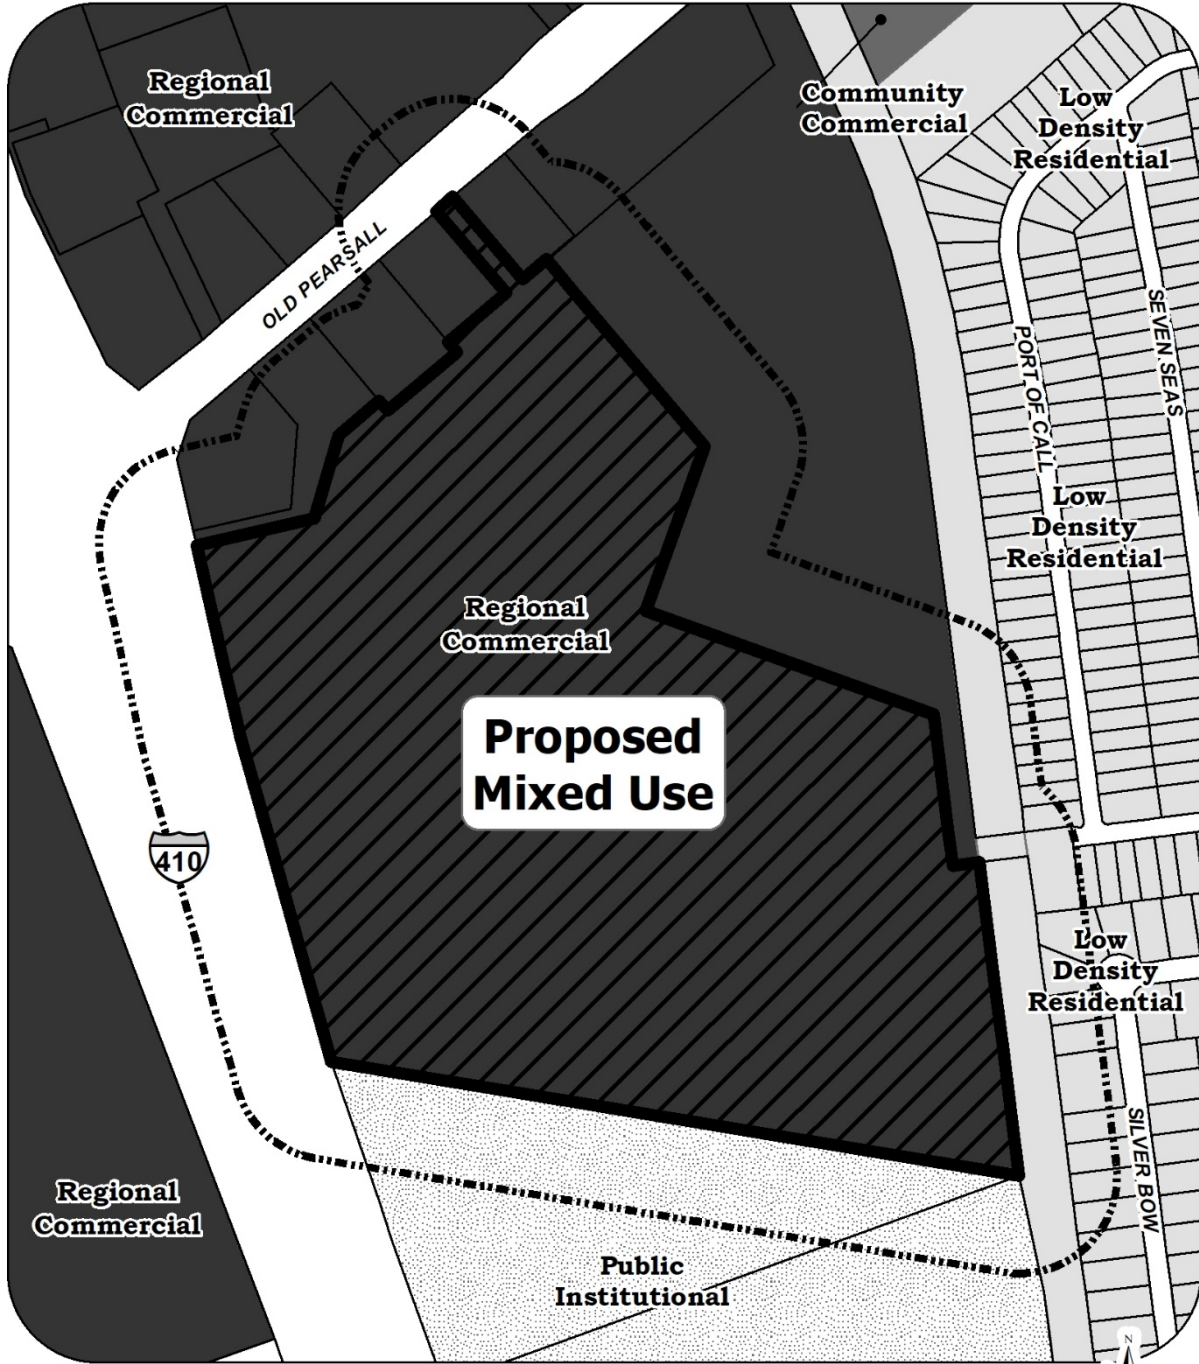 Regional
Commercial
Community
Commercial
Low
Density
Residential
OLD PEARSALL
SEVEN SEAS
PORT OF CALL
Low
Density
Residential
Regional
Commercial
Proposed
Mixed Use
410
Low
Density
Residential
SILVER BOW
Regional
Commercial
Public
Institutional
N